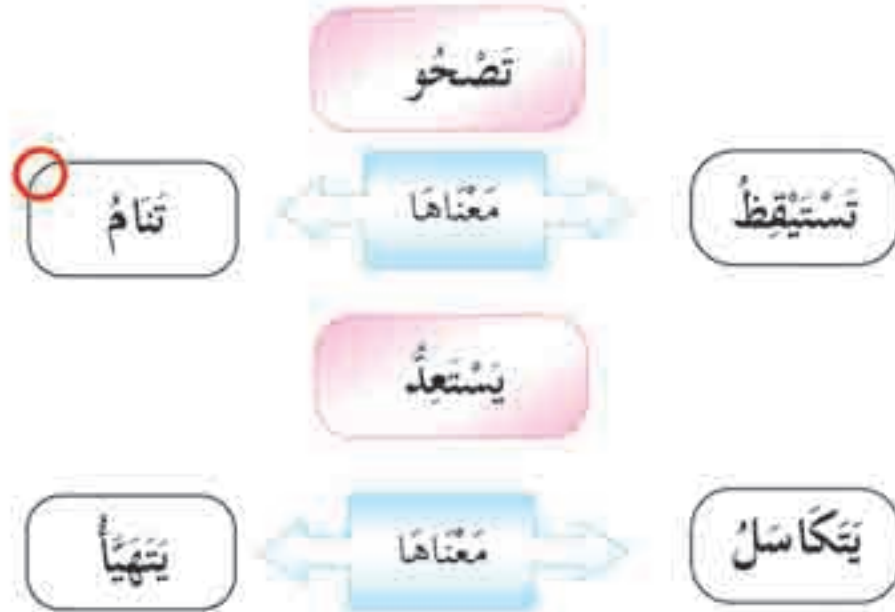 تَصْحُو
تَسْتَيْقِظُ مَعْنَاهَا تَنَامُ
يَسْتَعِدُّ
يَتَكَاسَلُ مَعْنَاهَا يَتَهَيَّأُ